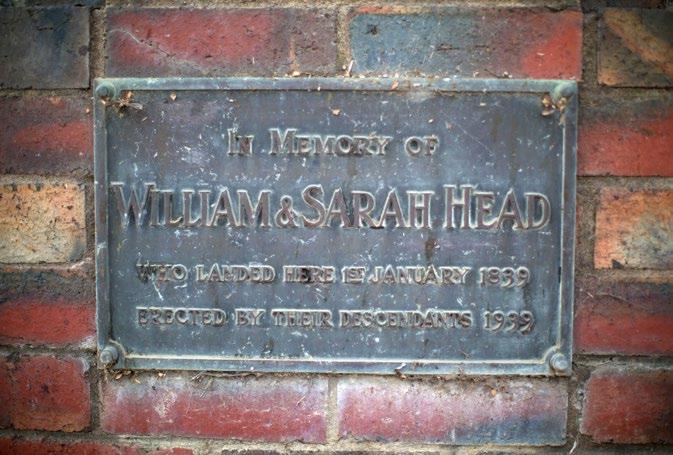 In Memory of
William & Sarah Head
who landed here 1st January 1839
Erected by their descendants 1939